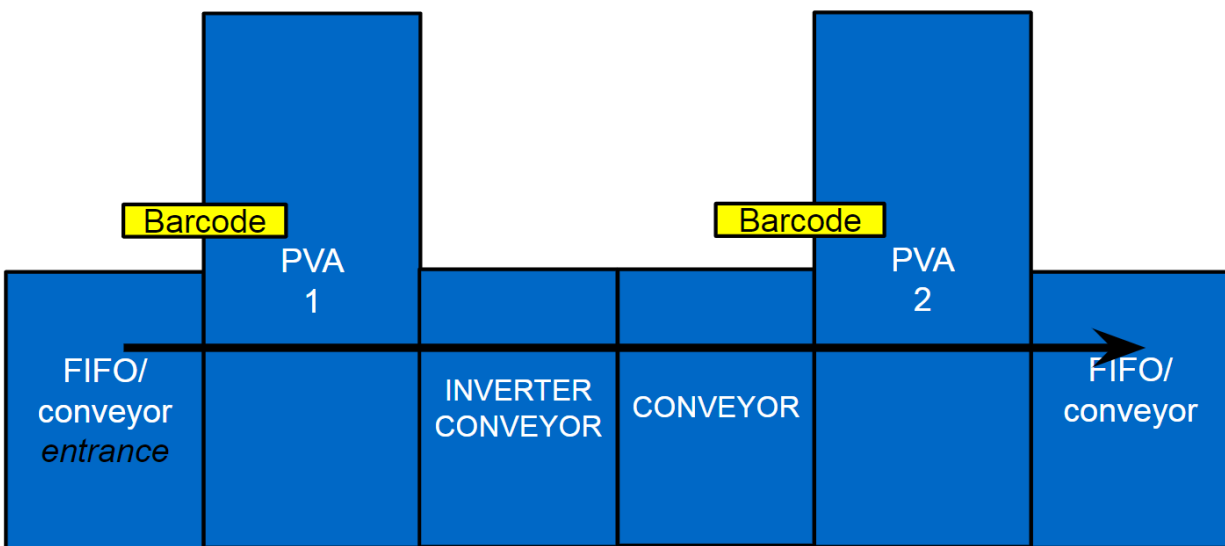 Barcode
Barcode
PVA
1
PVA
2
FIFO/
conveyor
entrance
INVERTER
CONVEYOR
CONVEYOR
FIFO/
conveyor